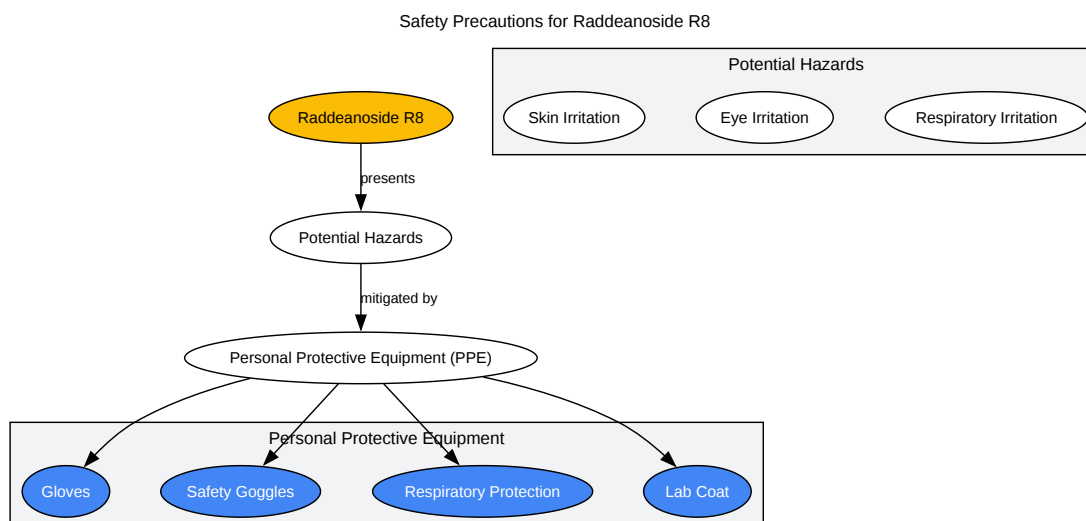 Safety Precautions for Raddeanoside R8
Potential Hazards
Raddeanoside R8
Skin Irritation
Eye Irritation
Respiratory Irritation
presents
Potential Hazards
mitigated by
Personal Protective Equipment (PPE)
Personal Protective Equipment
Gloves
Safety Goggles
Respiratory Protection
Lab Coat